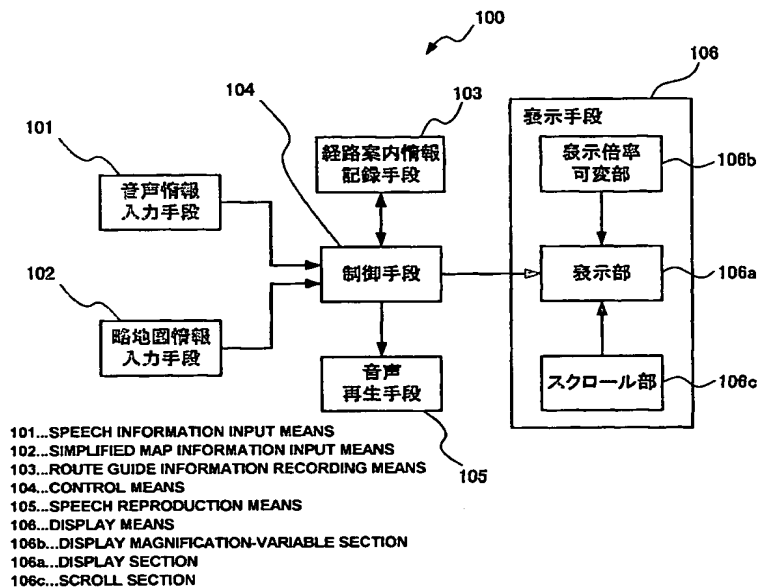 100
106
104
103
表示手段
101
経路案内情報
記録手段
表示倍率
可変部
106b
音声情報
入力手段
102
制御手段
表示部
106a
略地図情報
入力手段
音声
再生手段
スクロール部
106c
105
101...SPEECH INFORMATION INPUT MEANS
102...SIMPLIFIED MAP INFORMATION INPUT MEANS
103...ROUTE GUIDE INFORMATION RECORDING MEANS
104...CONTROL MEANS
105...SPEECH REPRODUCTION MEANS
106...DISPLAY MEANS
106b...DISPLAY MAGNIFICATION-VARIABLE SECTION
106a...DISPLAY SECTION
106c...SCROLL SECTION